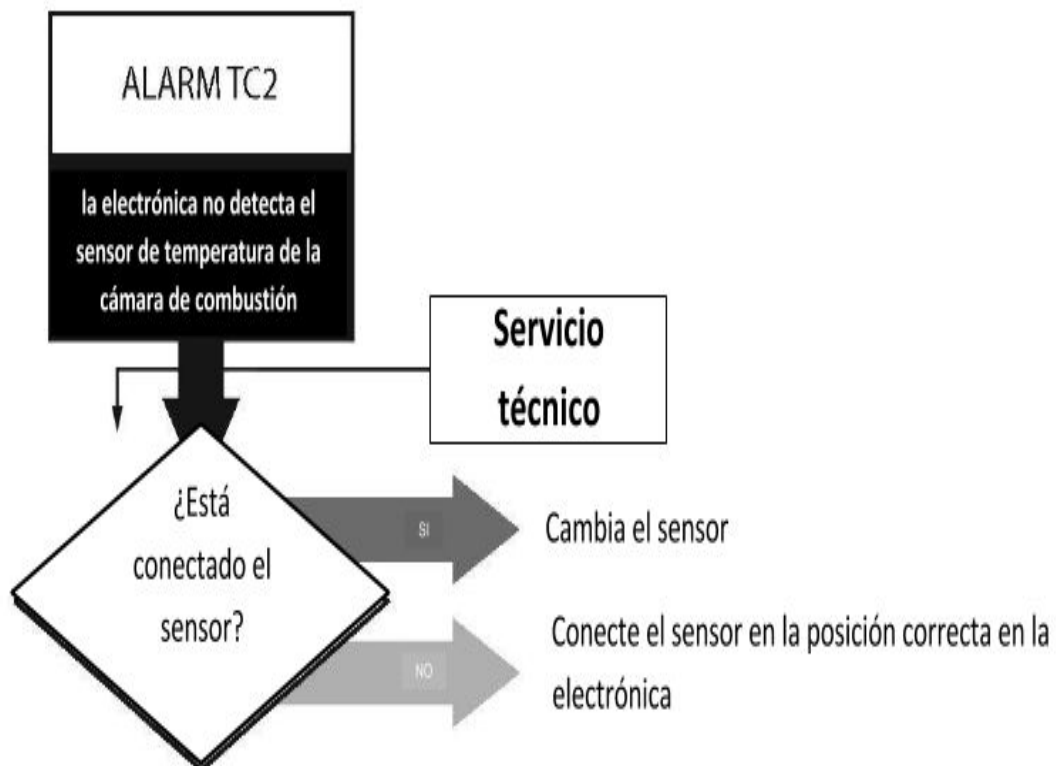 ALARM TC2
la electrónica no detecta el
sensor de temperatura de la
cámara de combustión
Servicio
técnico
¿Está
conectado el
sensor?
SI
Cambia el sensor
NO
Conecte el sensor en la posición correcta en la
electrónica